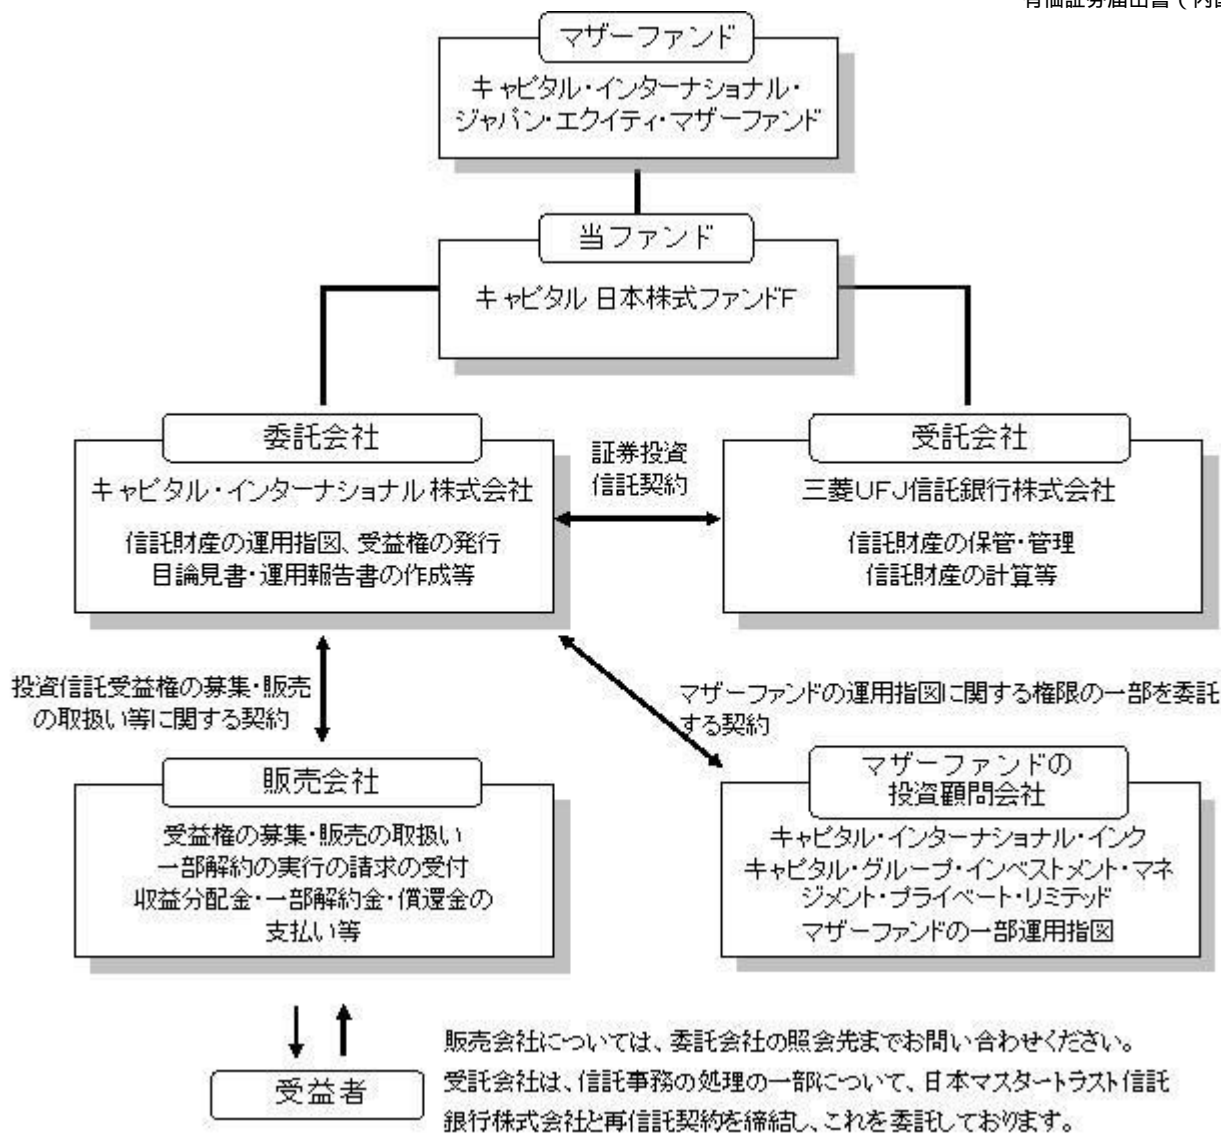 有価証券届出書（内国
マザーファンド
キャピタル・インターナショナル・
ジャパン・エクイティ・マザーファンド
当ファンド
キャピタル 日本株式ファンドF
委託会社
キャピタル・インターナショナル 株式会社
信託財産の運用指図、受益権の発行
目論見書・運用報告書の作成等
証券投資
信託契約
受託会社
三菱UFJ信託銀行株式会社
信託財産の保管・管理
信託財産の計算等
投資信託受益権の募集・販売
の取扱い等に関する契約
マザーファンドの運用指図に関する権限の一部を委託
する契約
販売会社
受益権の募集・販売の取扱い
一部解約の実行の請求の受付
収益分配金・一部解約金・償還金の
支払い等
マザーファンドの
投資顧問会社
キャピタル・インターナショナル・インク
キャピタル・グループ・インベストメント・マネ
ジメント・プライベート・リミテッド
マザーファンドの一部運用指図
受益者
販売会社については、委託会社の照会先までお問い合わせください。
受託会社は、信託事務の処理の一部について、日本マスタートラスト信託
銀行株式会社と再信託契約を締結し、これを委託しております。